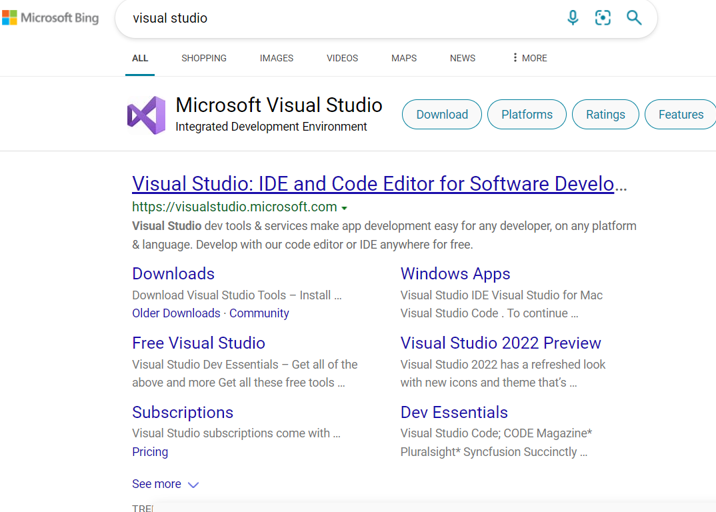 Microsoft Bing
visual studio
ALL SHOPPING IMAGES VIDEOS MAPS NEWS MORE
Microsoft Visual Studio
Integrated Development Environment
Download Platforms Ratings Features
Visual Studio: IDE and Code Editor for Software Develo...
https://visualstudio.microsoft.com
Visual Studio dev tools & services make app development easy for any developer, on any platform
& language. Develop with our code editor or IDE anywhere for free.
Downloads
Download Visual Studio Tools – Install ...
Older Downloads · Community
Windows Apps
Visual Studio IDE Visual Studio for Mac
Visual Studio Code . To continue ...
Free Visual Studio
Visual Studio Dev Essentials – Get all of the
above and more Get all these free tools ...
Visual Studio 2022 Preview
Visual Studio 2022 has a refreshed look
with new icons and theme that's ...
Subscriptions
Visual Studio subscriptions come with ...
Pricing
Dev Essentials
Visual Studio Code; CODE Magazine*
Pluralsight* Syncfusion Succinctly ...
See more